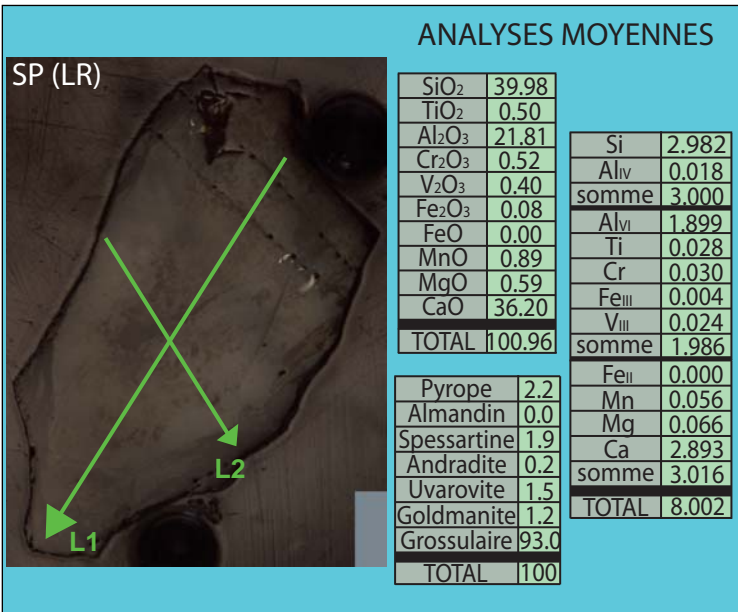 ANALYSES MOYENNES
SP (LR)
L1
L2
SiO2 39.98
TiO2 0.50
Al2O3 21.81
Cr2O3 0.52
V2O3 0.40
Fe2O3 0.08
FeO 0.00
MnO 0.89
MgO 0.59
CaO 36.20
TOTAL 100.96
Pyrope 2.2
Almandin 0.0
Spessartine 1.9
Andradite 0.2
Uvarovite 1.5
Goldmanite 1.2
Grossulaire 93.0
TOTAL 100
Si 2.982
AlIV 0.018
somme 3.000
AlVI 1.899
Ti 0.028
Cr 0.030
FeIII 0.004
VIII 0.024
somme 1.986
FeII 0.000
Mn 0.056
Mg 0.066
Ca 2.893
somme 3.016
TOTAL 8.002